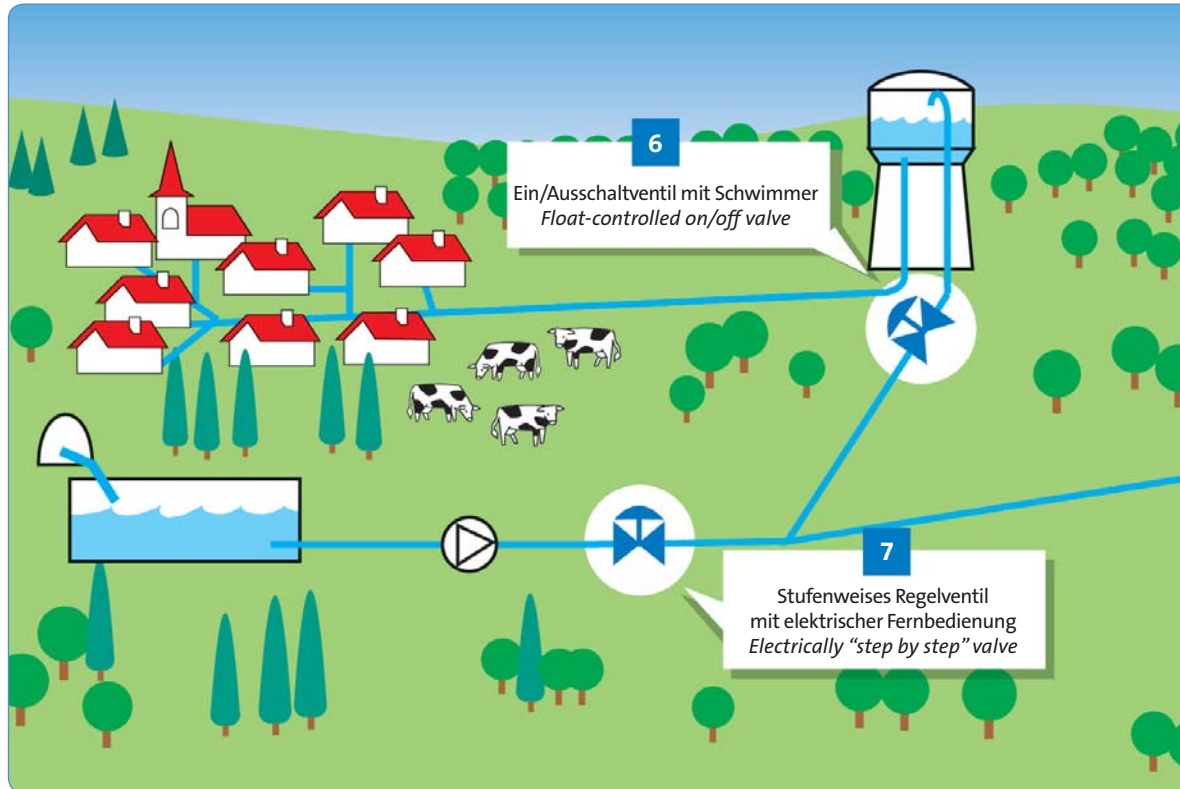 6
Ein/Ausschaltventil mit Schwimmer
Float-controlled on/off valve
7
Stufenweises Regelventil
mit elektrischer Fernbedienung
Electrically “step by step” valve